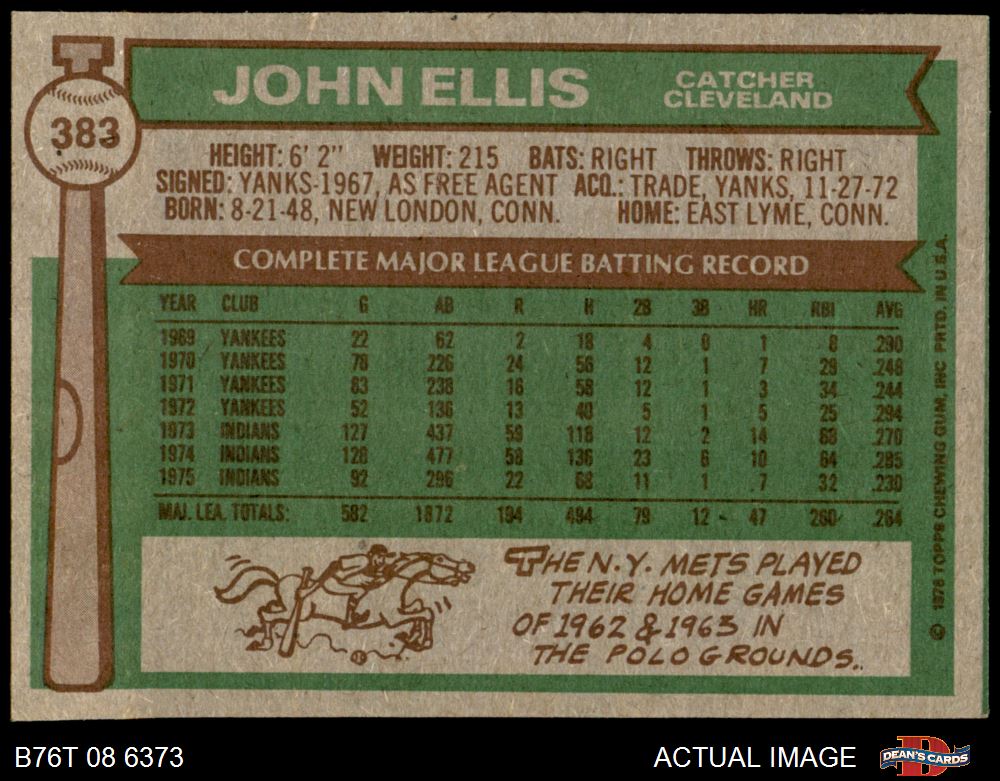 383
JOHN ELLIS
CATCHER
CLEVELAND
HEIGHT: 6' 2" WEIGHT: 215 BATS: RIGHT THROWS: RIGHT
SIGNED: YANKS-1967, AS FREE AGENT ACQ.: TRADE, YANKS, 11-27-72
BORN: 8-21-48, NEW LONDON, CONN. HOME: EAST LYME, CONN.
COMPLETE MAJOR LEAGUE BATTING RECORD
YEAR CLUB G AB R H 2B 3B HR RBI AVG
1969 YANKEES 22 62 2 18 4 0 1 8 .290
1970 YANKEES 78 226 24 56 12 1 7 29 .248
1971 YANKEES 83 238 16 58 12 1 3 34 .244
1972 YANKEES 52 136 13 40 5 1 5 25 .294
1973 INDIANS 127 437 59 118 12 2 14 68 .270
1974 INDIANS 128 477 58 136 23 6 10 64 .285
1975 INDIANS 92 296 22 68 11 1 7 32 .230
MAJ. LEA. TOTALS: 582 1872 194 494 79 12 47 260 .264
THE N.Y. METS PLAYED
THEIR HOME GAMES
OF 1962 & 1963 IN
THE POLO GROUNDS.
© 1976 TOPPS CHEWING GUM, INC PRTD. IN U.S.A.
B76T 08 6373
ACTUAL IMAGE
D
DEAN'S CARDS